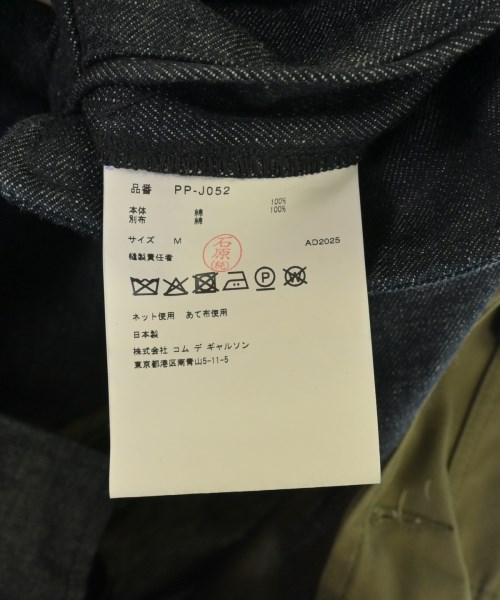 品番 PP-J052
本体 綿 100%
別布 綿 100%
サイズ M AD2025
縫製責任者 石原
ネット使用 あて布使用
日本製
株式会社 コム デ ギャルソン
東京都港区南青山5-11-5